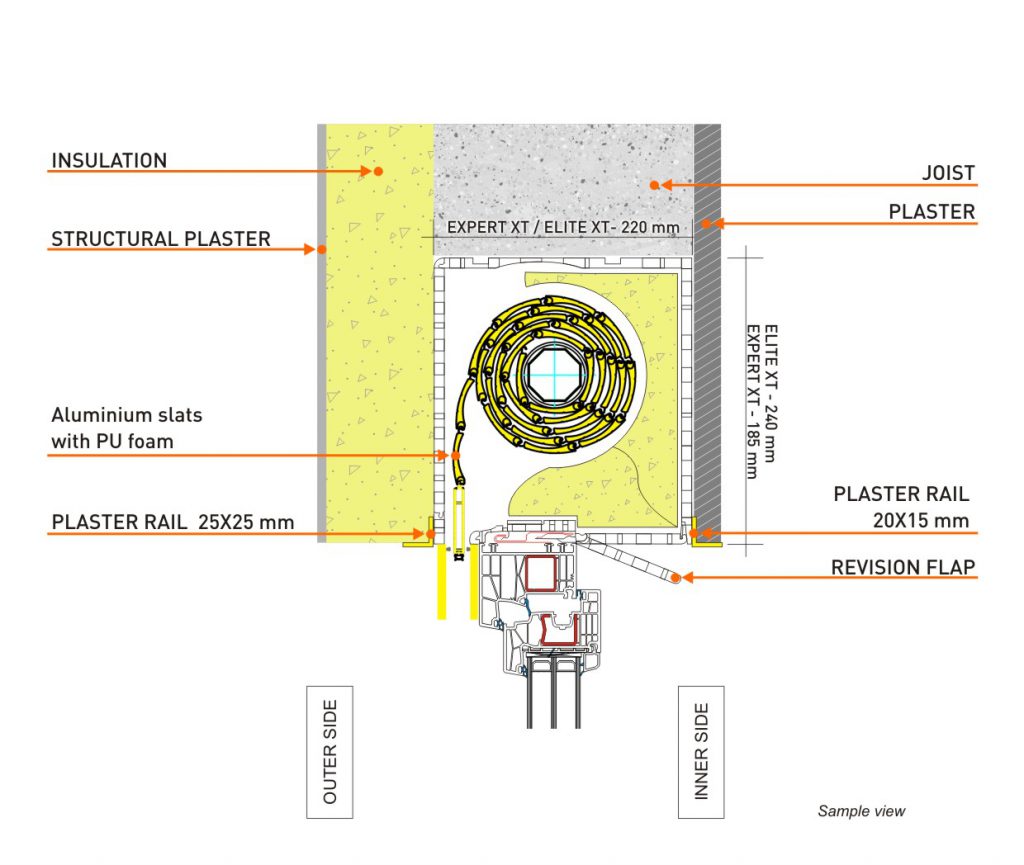 INSULATION
JOIST
PLASTER
EXPERT XT / ELITE XT- 220 mm
STRUCTURAL PLASTER
ELITE XT - 240 mm
EXPERT XT - 185 mm
Aluminium slats
with PU foam
PLASTER RAIL 25X25 mm
PLASTER RAIL
20X15 mm
REVISION FLAP
OUTER SIDE
INNER SIDE
Sample view